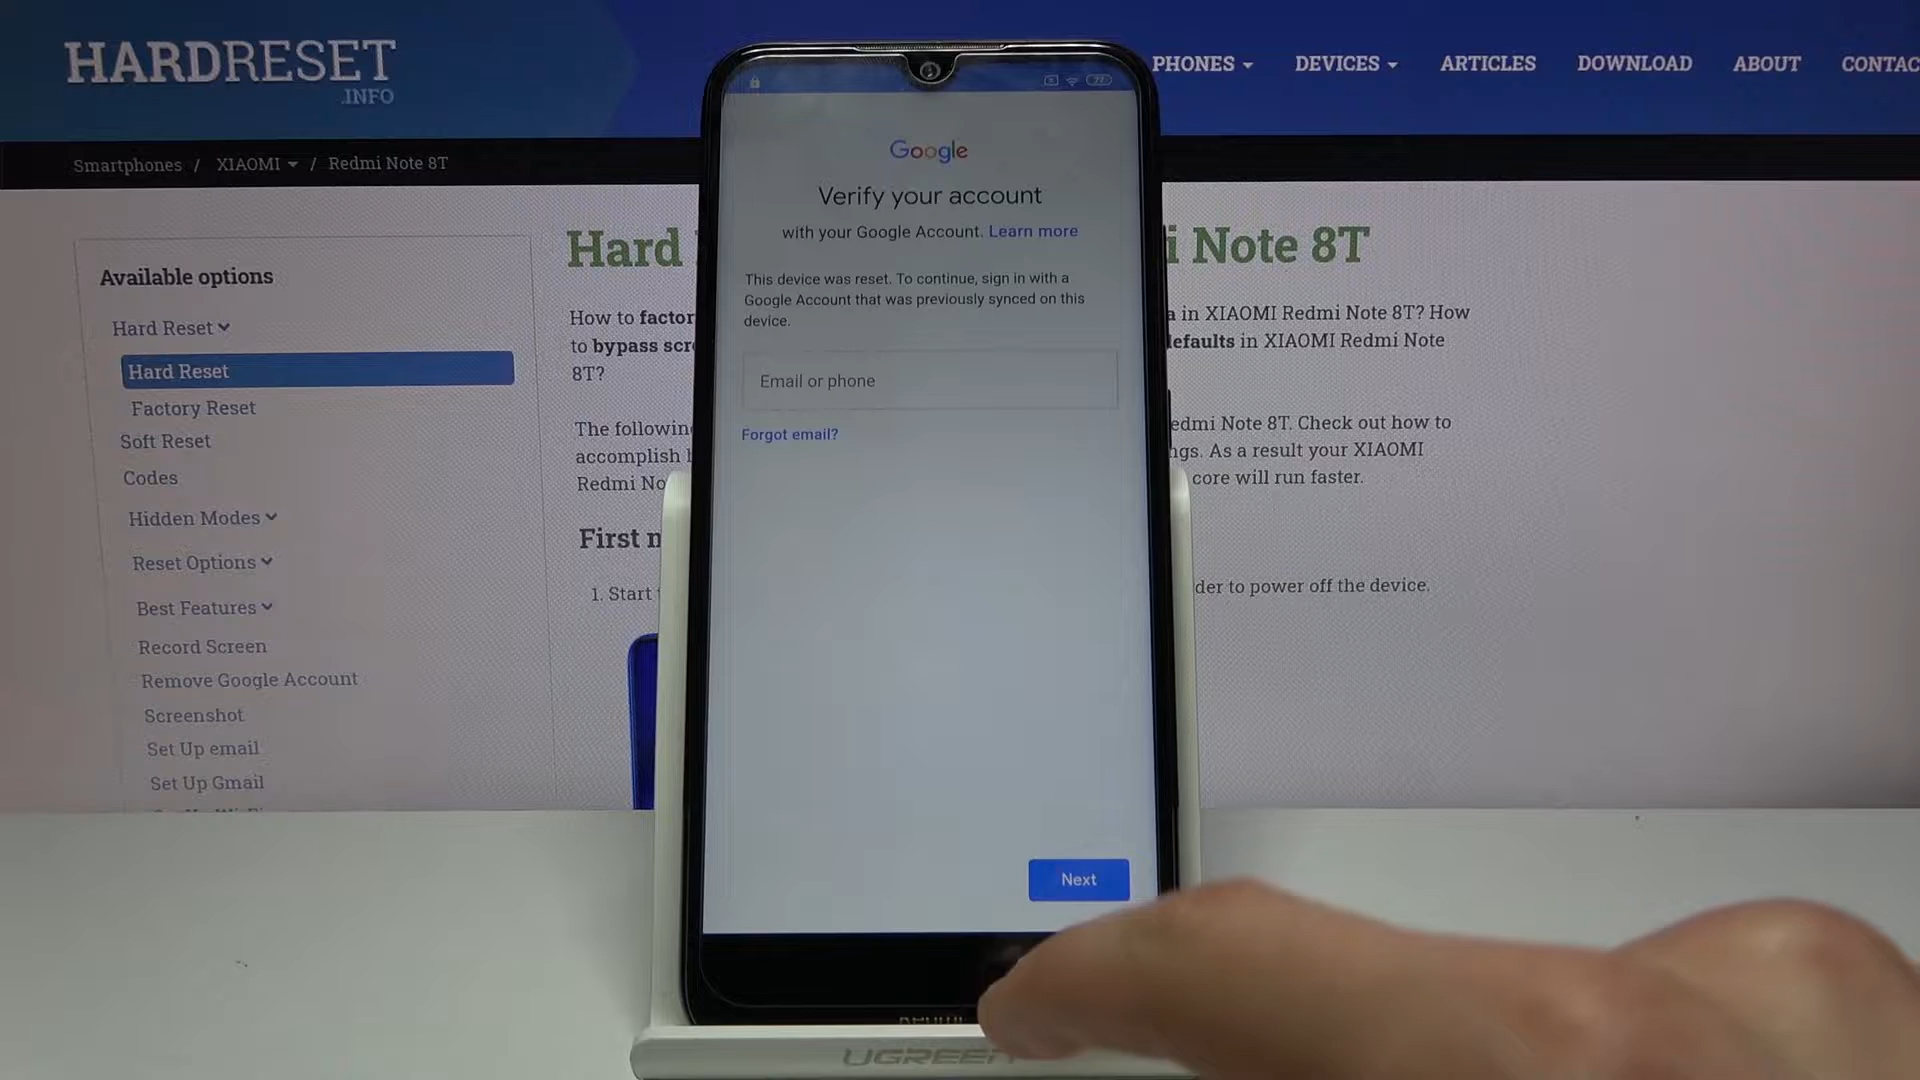 HARDRESET
.INFO
PHONES
DEVICES
ARTICLES
DOWNLOAD
ABOUT
CONTAC
Smartphones / XIAOMI / Redmi Note 8T
Available options
Hard Reset
Hard Reset
Factory Reset
Soft Reset
Codes
Hidden Modes
Reset Options
Best Features
Record Screen
Remove Google Account
Screenshot
Set Up email
Set Up Gmail
Hard
i Note 8T
How to factor
a in XIAOMI Redmi Note 8T? How
to bypass scr
defaults in XIAOMI Redmi Note
8T?
The followin
edmi Note 8T. Check out how to
accomplish
ngs. As a result your XIAOMI
Redmi No
core will run faster.
First
1. Start
der to power off the device.
77
Google
Verify your account
with your Google Account. Learn more
This device was reset. To continue, sign in with a
Google Account that was previously synced on this
device.
Email or phone
Forgot email?
Next
UGREEN